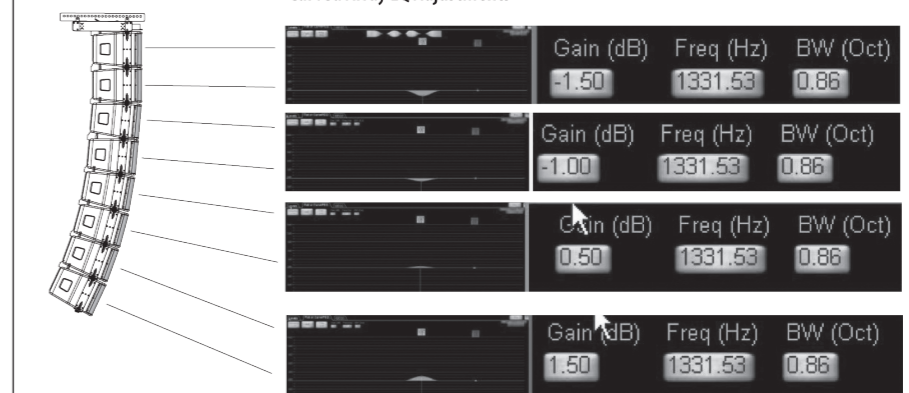 Gain (dB) Freq (Hz) BW (Oct)
-1.50 1331.53 0.86
Gain (dB) Freq (Hz) BW (Oct)
-1.00 1331.53 0.86
Gain (dB) Freq (Hz) BW (Oct)
0.50 1331.53 0.86
Gain (dB) Freq (Hz) BW (Oct)
1.50 1331.53 0.86